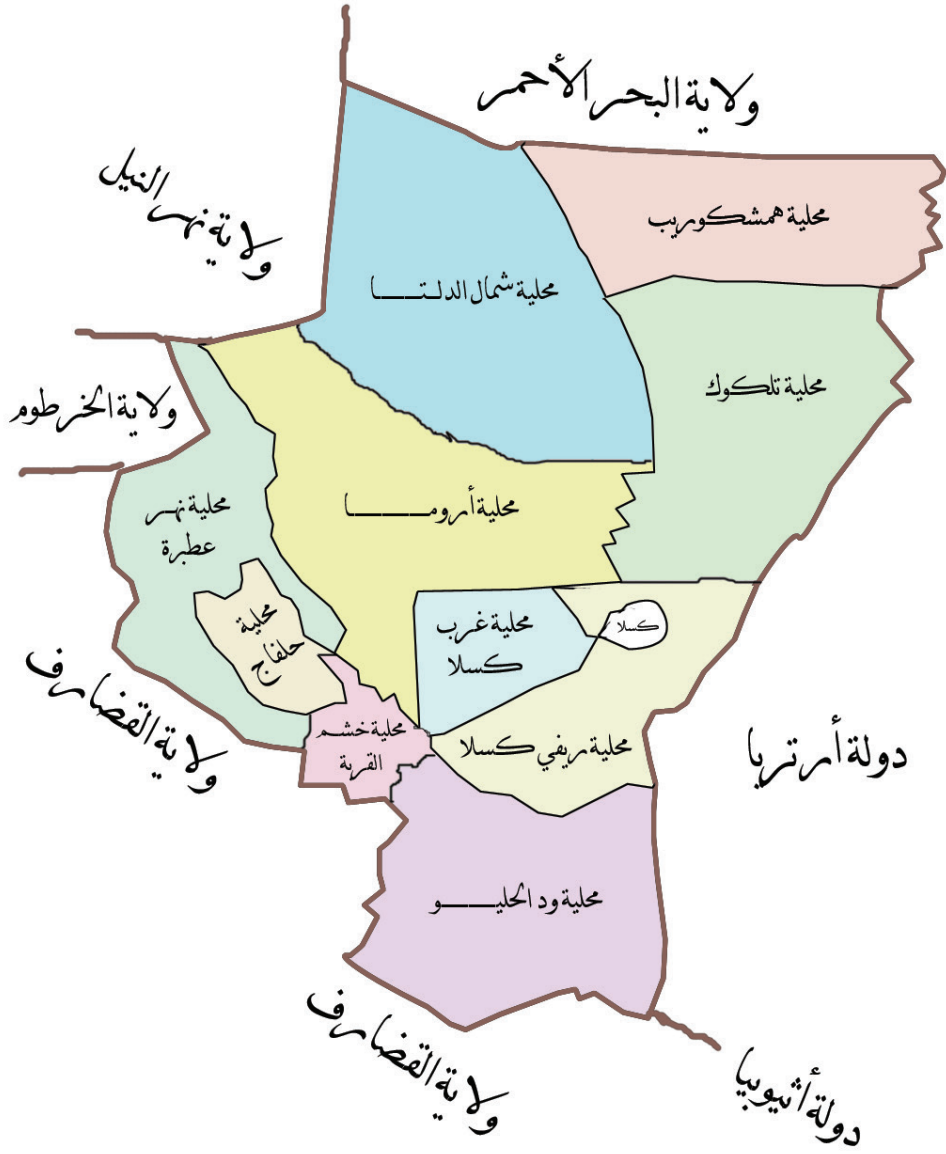 ولاية البحر الأحمر
ولاية نهر النيل
محلية همشكوريب
محلية شمال الدلتـــا
محلية تلكوك
ولاية الخرطوم
محلية أرومـــا
محلية نهر
عطبرة
محلية
حلفاج
محلية غرب
كسلا
كسلا
ولاية القضارف
محلية خشم
القربة
محلية ريفي كسلا
دولة أرتريا
محلية ود الحليـــو
ولاية القضارف
دولة أثيوبيا